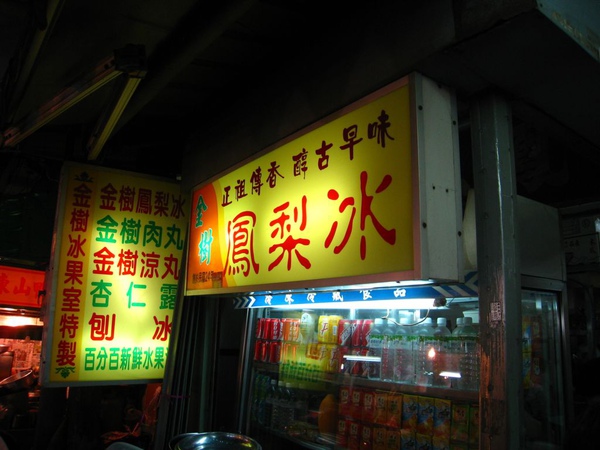 金樹冰果室特製
金樹鳳梨冰
金樹肉丸
金樹涼丸
杏仁露
刨冰
百分百新鮮水果
正祖傳香 醇古早味
金樹
鳳梨冰